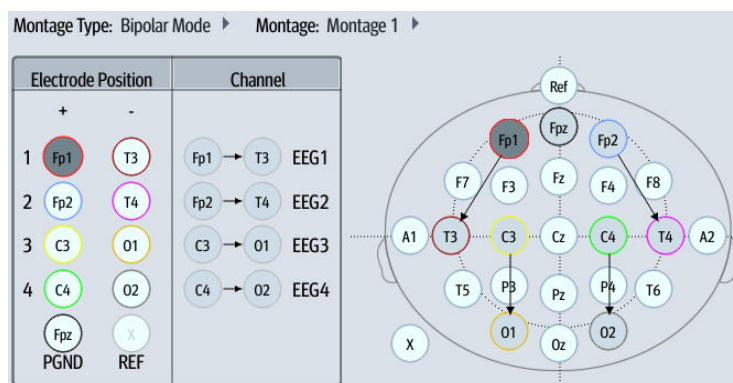 Montage Type: Bipolar Mode Montage: Montage 1
Electrode Position Channel
+ -
1 Fp1 T3 Fp1 T3 EEG1
2 Fp2 T4 Fp2 T4 EEG2
3 C3 O1 C3 O1 EEG3
4 C4 O2 C4 O2 EEG4
Fpz X
PGND REF
Ref
Fp1 Fpz Fp2
F7 F3 Fz F4 F8
A1 T3 C3 Cz C4 T4 A2
T5 P3 Pz P4 T6
X O1 Oz O2